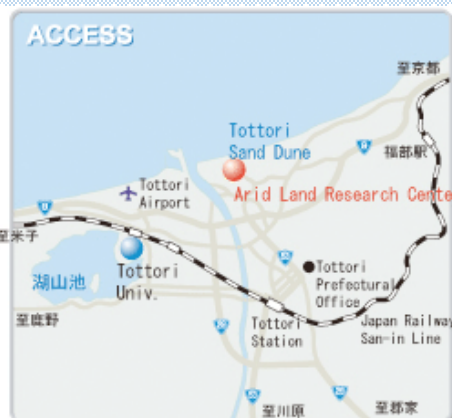 ACCESS
至京都
Tottori
Sand Dune
9
福部駅
Tottori
Airport
Arid Land Research Cente
9
至米子
湖山池
Tottori
Univ.
Tottori
Prefectural
Office
至鹿野
Tottori
Station
Japan Railway
San-in Line
至川原
至郡家